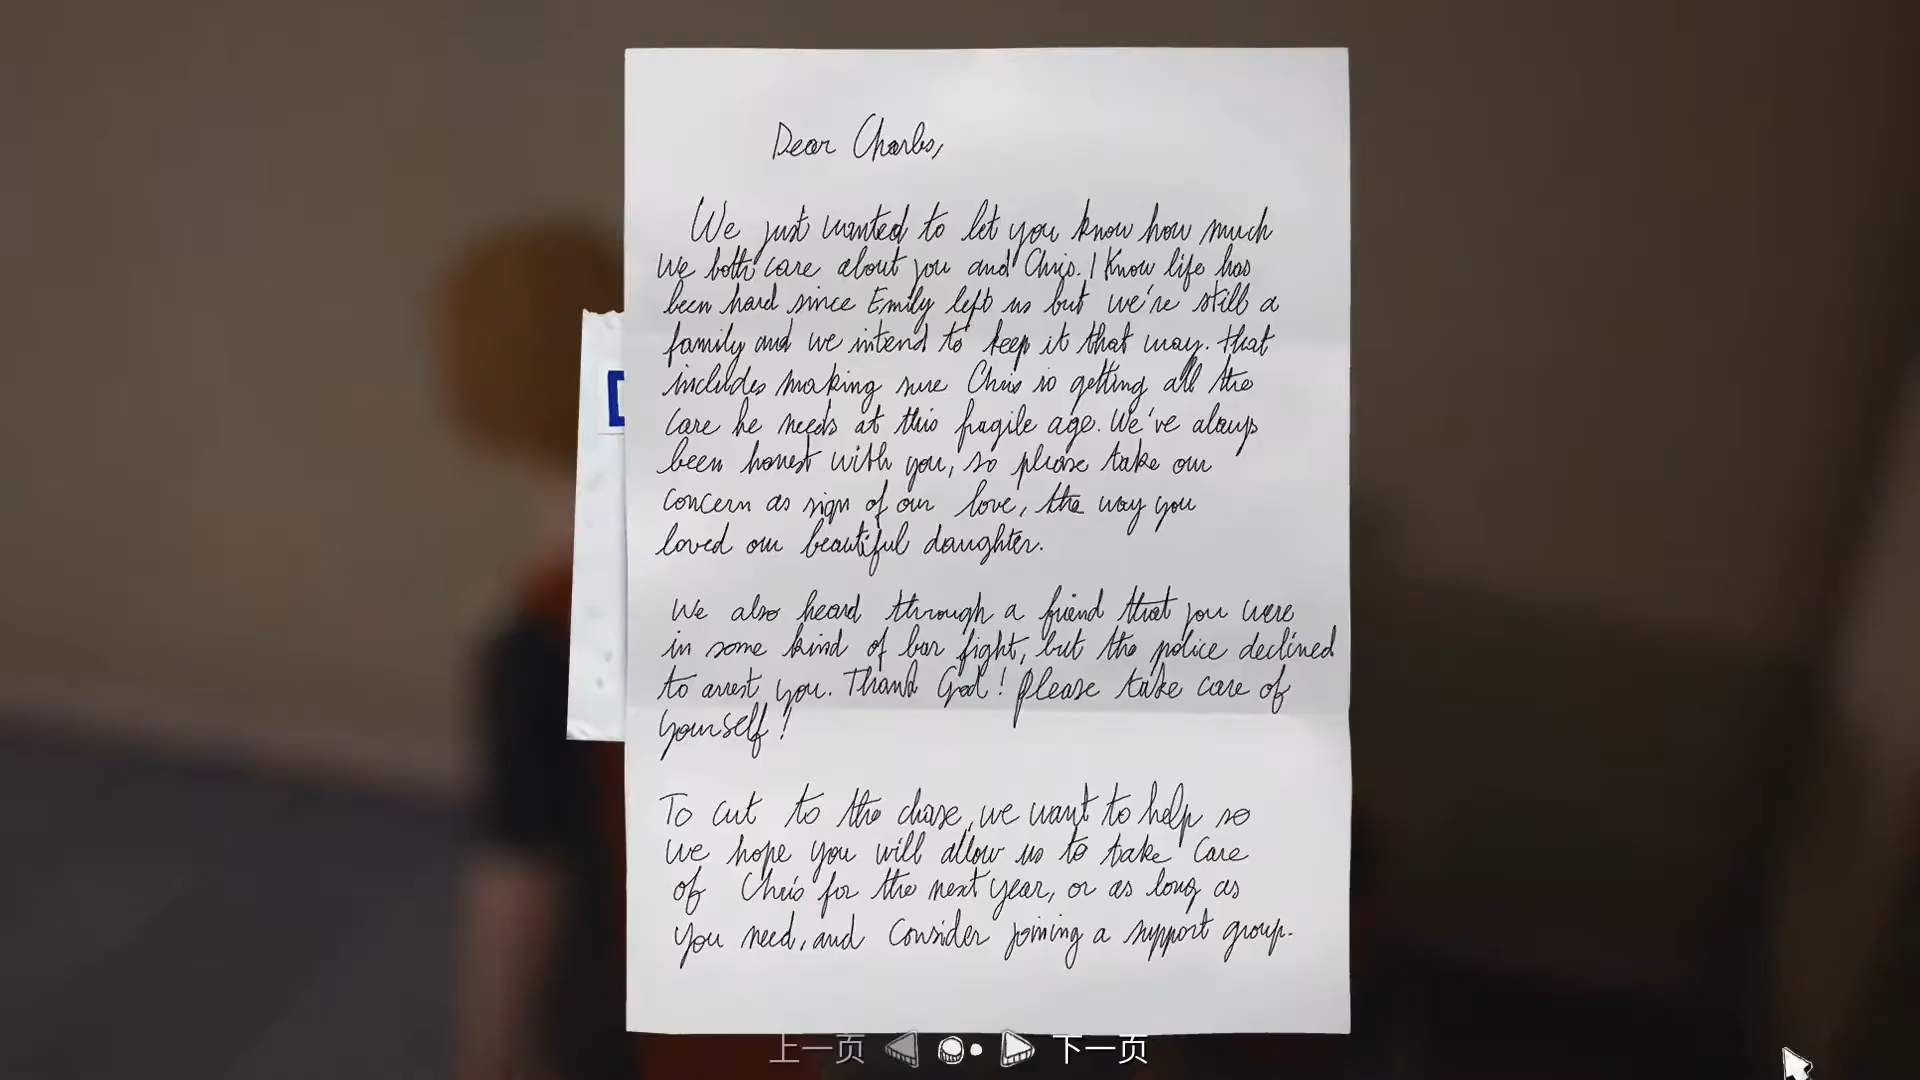 Dear Charles,
We just wanted to let you know how much
we both care about you and Chris. I know life has
been hard since Emily left us but we're still a
family and we intend to keep it that way. that
includes making sure Chris is getting all the
care he needs at this fragile age. We've always
been honest with you, so please take our
concern as sign of our love, the way you
loved our beautiful daughter.
We also heard through a friend that you were
in some kind of bar fight, but the police declined
to arrest you. Thank God! please take care of
yourself!
To cut to the chase, we want to help so
we hope you will allow us to take care
of Chris for the next year, or as long as
you need, and consider joining a support group.
上一页 下一页